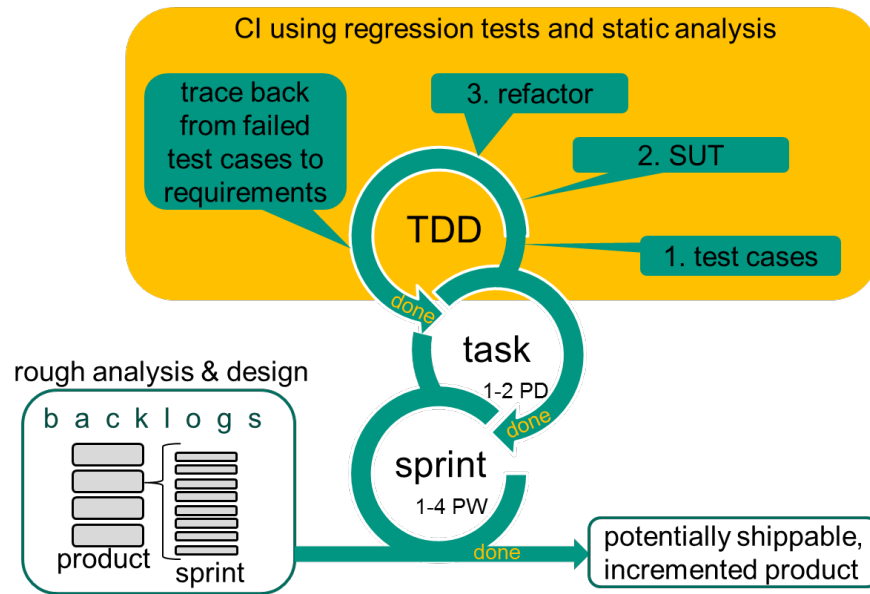 CI using regression tests and static analysis
trace back
from failed
test cases to
requirements
3. refactor
2. SUT
1. test cases
TDD
done
task
1-2 PD
done
rough analysis & design
backlogs
product
sprint
sprint
1-4 PW
done
potentially shippable,
incremented product